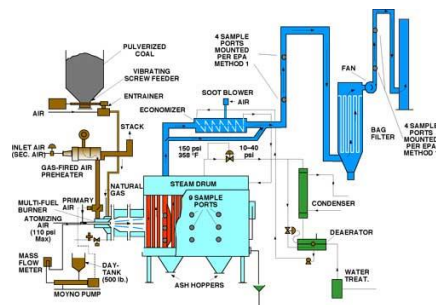 PULVERIZED
COAL
VIBRATING
SCREW FEEDER
ENTRAINER
AIR
STACK
INLET AIR
(SEC. AIR)
GAS-FIRED AIR
PREHEATER
NATURAL
GAS
PRIMARY
AIR
MULTI-FUEL
BURNER
ATOMIZING
AIR
(110 psi
Max)
MASS
FLOW
METER
DAY-
TANK
(500 lb.)
MOYNO PUMP
4 SAMPLE
PORTS
MOUNTED
PER EPA
METHOD 1
SOOT BLOWER
AIR
ECONOMIZER
150 psi
358 °F
10–40
psi
STEAM DRUM
9 SAMPLE
PORTS
ASH HOPPERS
FAN
BAG
FILTER
4 SAMPLE
PORTS
MOUNTED
PER EPA
METHOD
CONDENSER
DEAERATOR
WATER
TREAT.